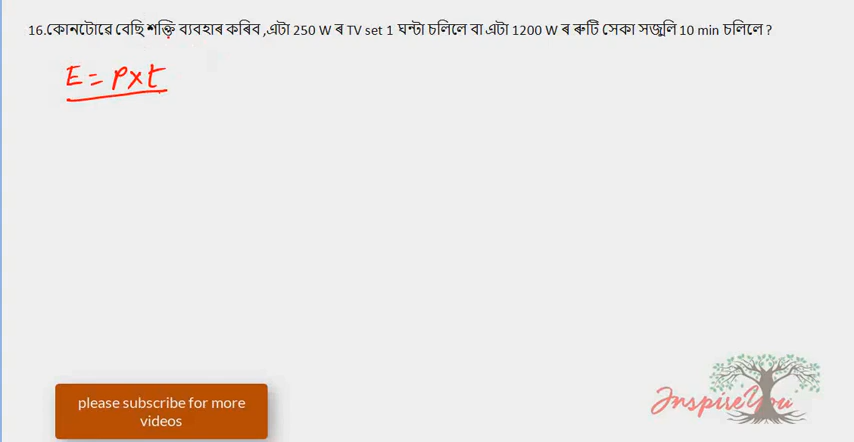 16.কোনটোৱে বেছি শক্তি ব্যৱহাৰ কৰিব ,এটা 250 W ৰ TV set 1 ঘন্টা চলিলে বা এটা 1200 W ৰ ৰুটি সেকা সজুলি 10 min চলিলে ?
E = P x t
please subscribe for more
videos
InspireYou